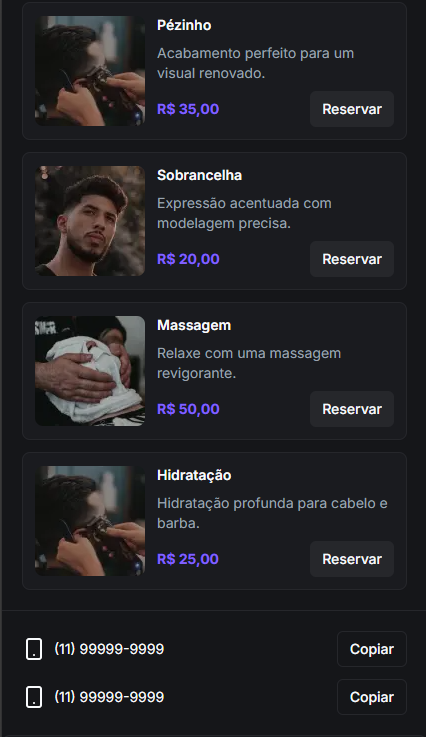 Pézinho
Acabamento perfeito para um
visual renovado.
R$ 35,00
Reservar
Sobrancelha
Expressão acentuada com
modelagem precisa.
R$ 20,00
Reservar
Massagem
Relaxe com uma massagem
revigorante.
R$ 50,00
Reservar
Hidratação
Hidratação profunda para cabelo e
barba.
R$ 25,00
Reservar
(11) 99999-9999
Copiar
(11) 99999-9999
Copiar